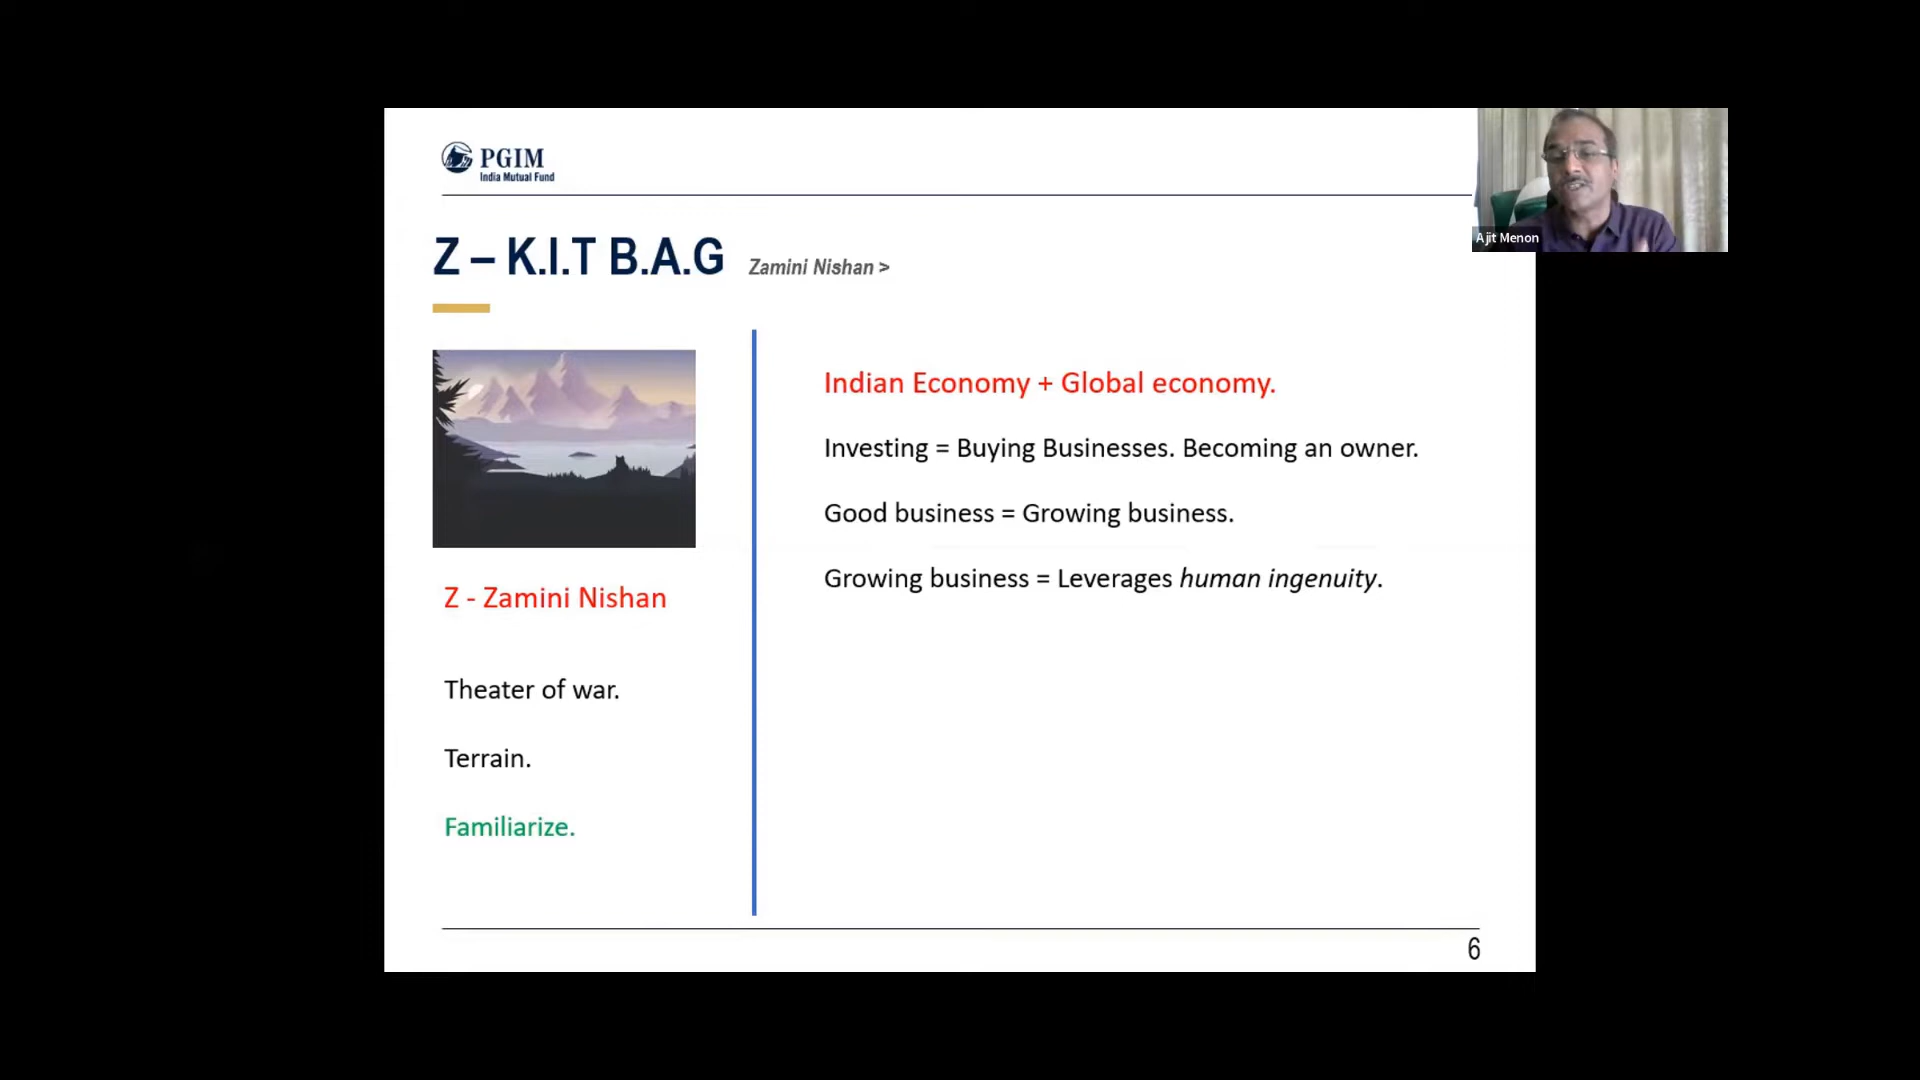 PGIM
India Mutual Fund
Ajit Menon
Z – K.I.T B.A.G Zamini Nishan >
Z - Zamini Nishan
Theater of war.
Terrain.
Familiarize.
Indian Economy + Global economy.
Investing = Buying Businesses. Becoming an owner.
Good business = Growing business.
Growing business = Leverages human ingenuity.
6